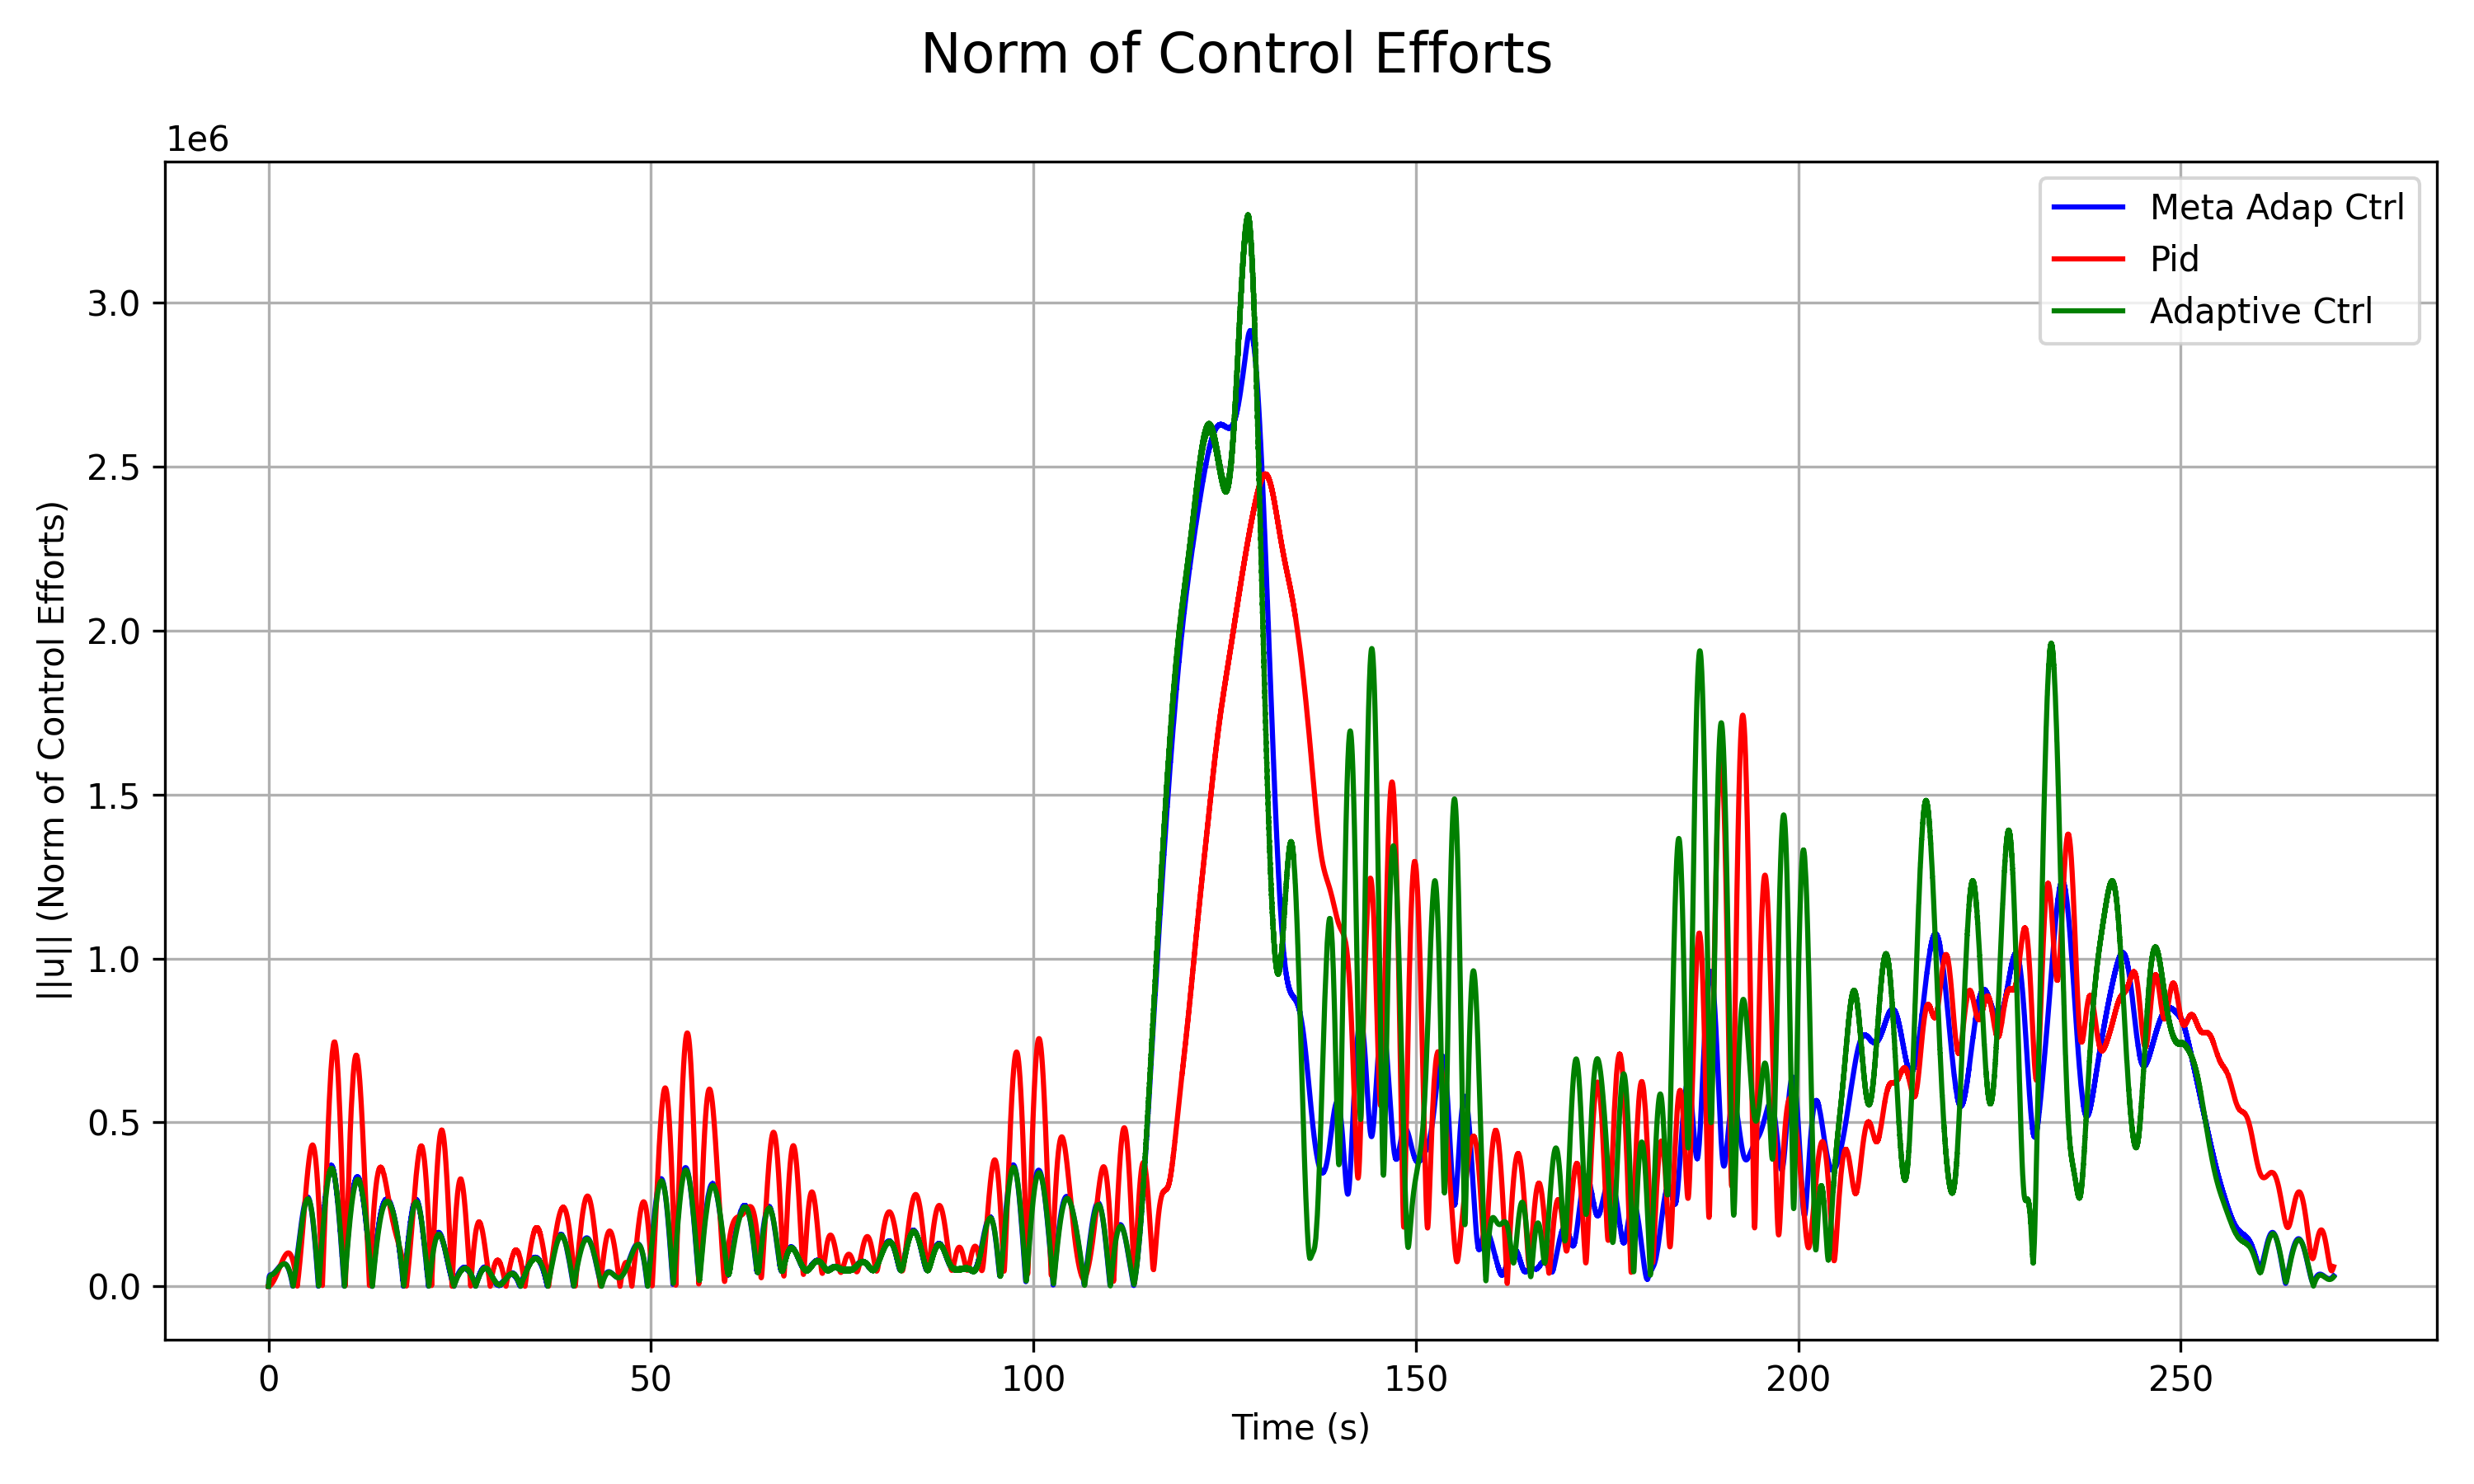 Norm of Control Efforts
1e6
Meta Adap Ctrl
Pid
Adaptive Ctrl
3.0
2.5
2.0
1.5
1.0
0.5
0.0
||u|| (Norm of Control Efforts)
0 50 100 150 200 250
Time (s)